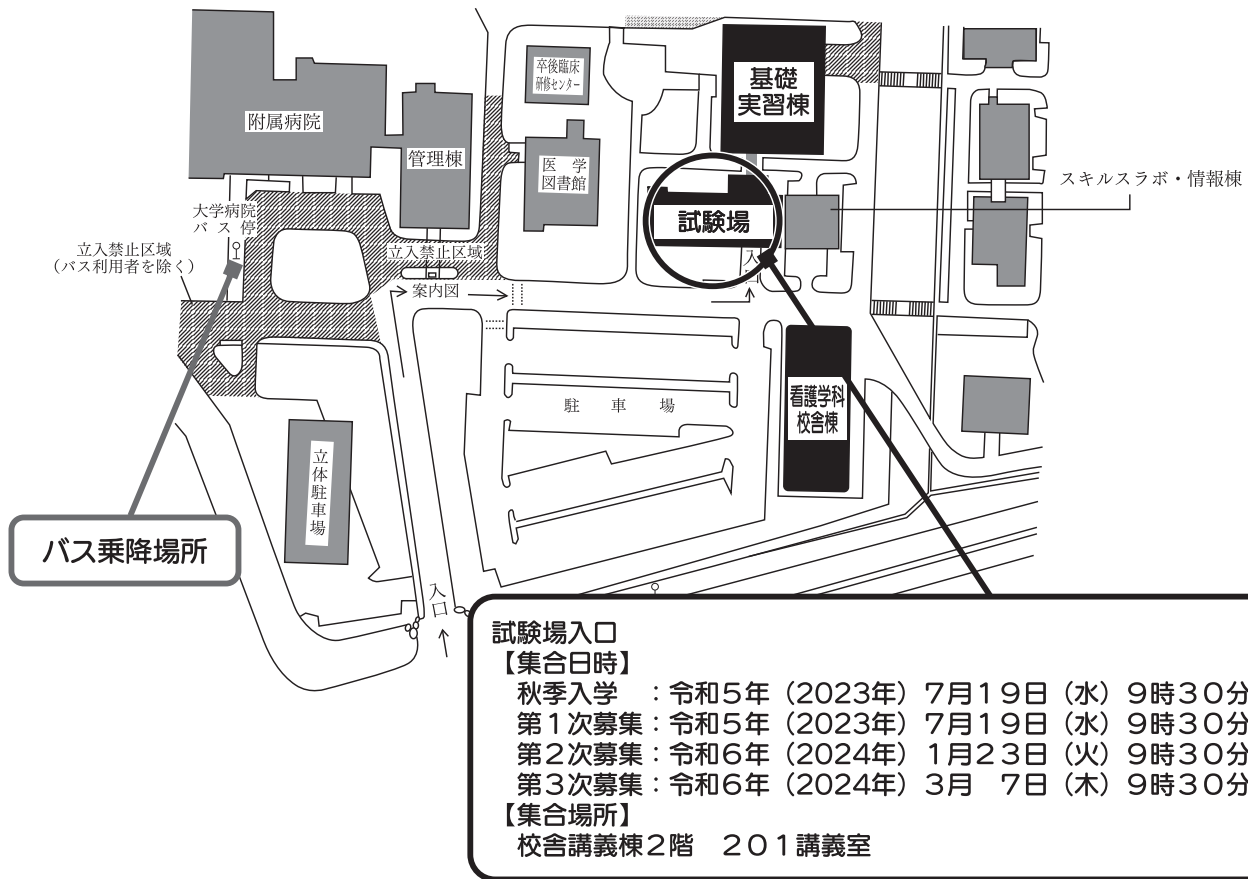 附属病院
管理棟
卒後臨床
研修センター
医 学
図書館
基礎
実習棟
試験場
スキルスラボ・情報棟
大学病院
バス停
立入禁止区域
（バス利用者を除く）
立入禁止区域
案内図
入口
駐 車 場
看護学科
校舎棟
立体駐車場
バス乗降場所
入口
試験場入口
【集合日時】
秋季入学 ：令和５年（２０２３年）７月１９日（水）９時３０分
第１次募集：令和５年（２０２３年）７月１９日（水）９時３０分
第２次募集：令和６年（２０２４年）１月２３日（火）９時３０分
第３次募集：令和６年（２０２４年）３月 ７日（木）９時３０分
【集合場所】
校舎講義棟２階 ２０１講義室